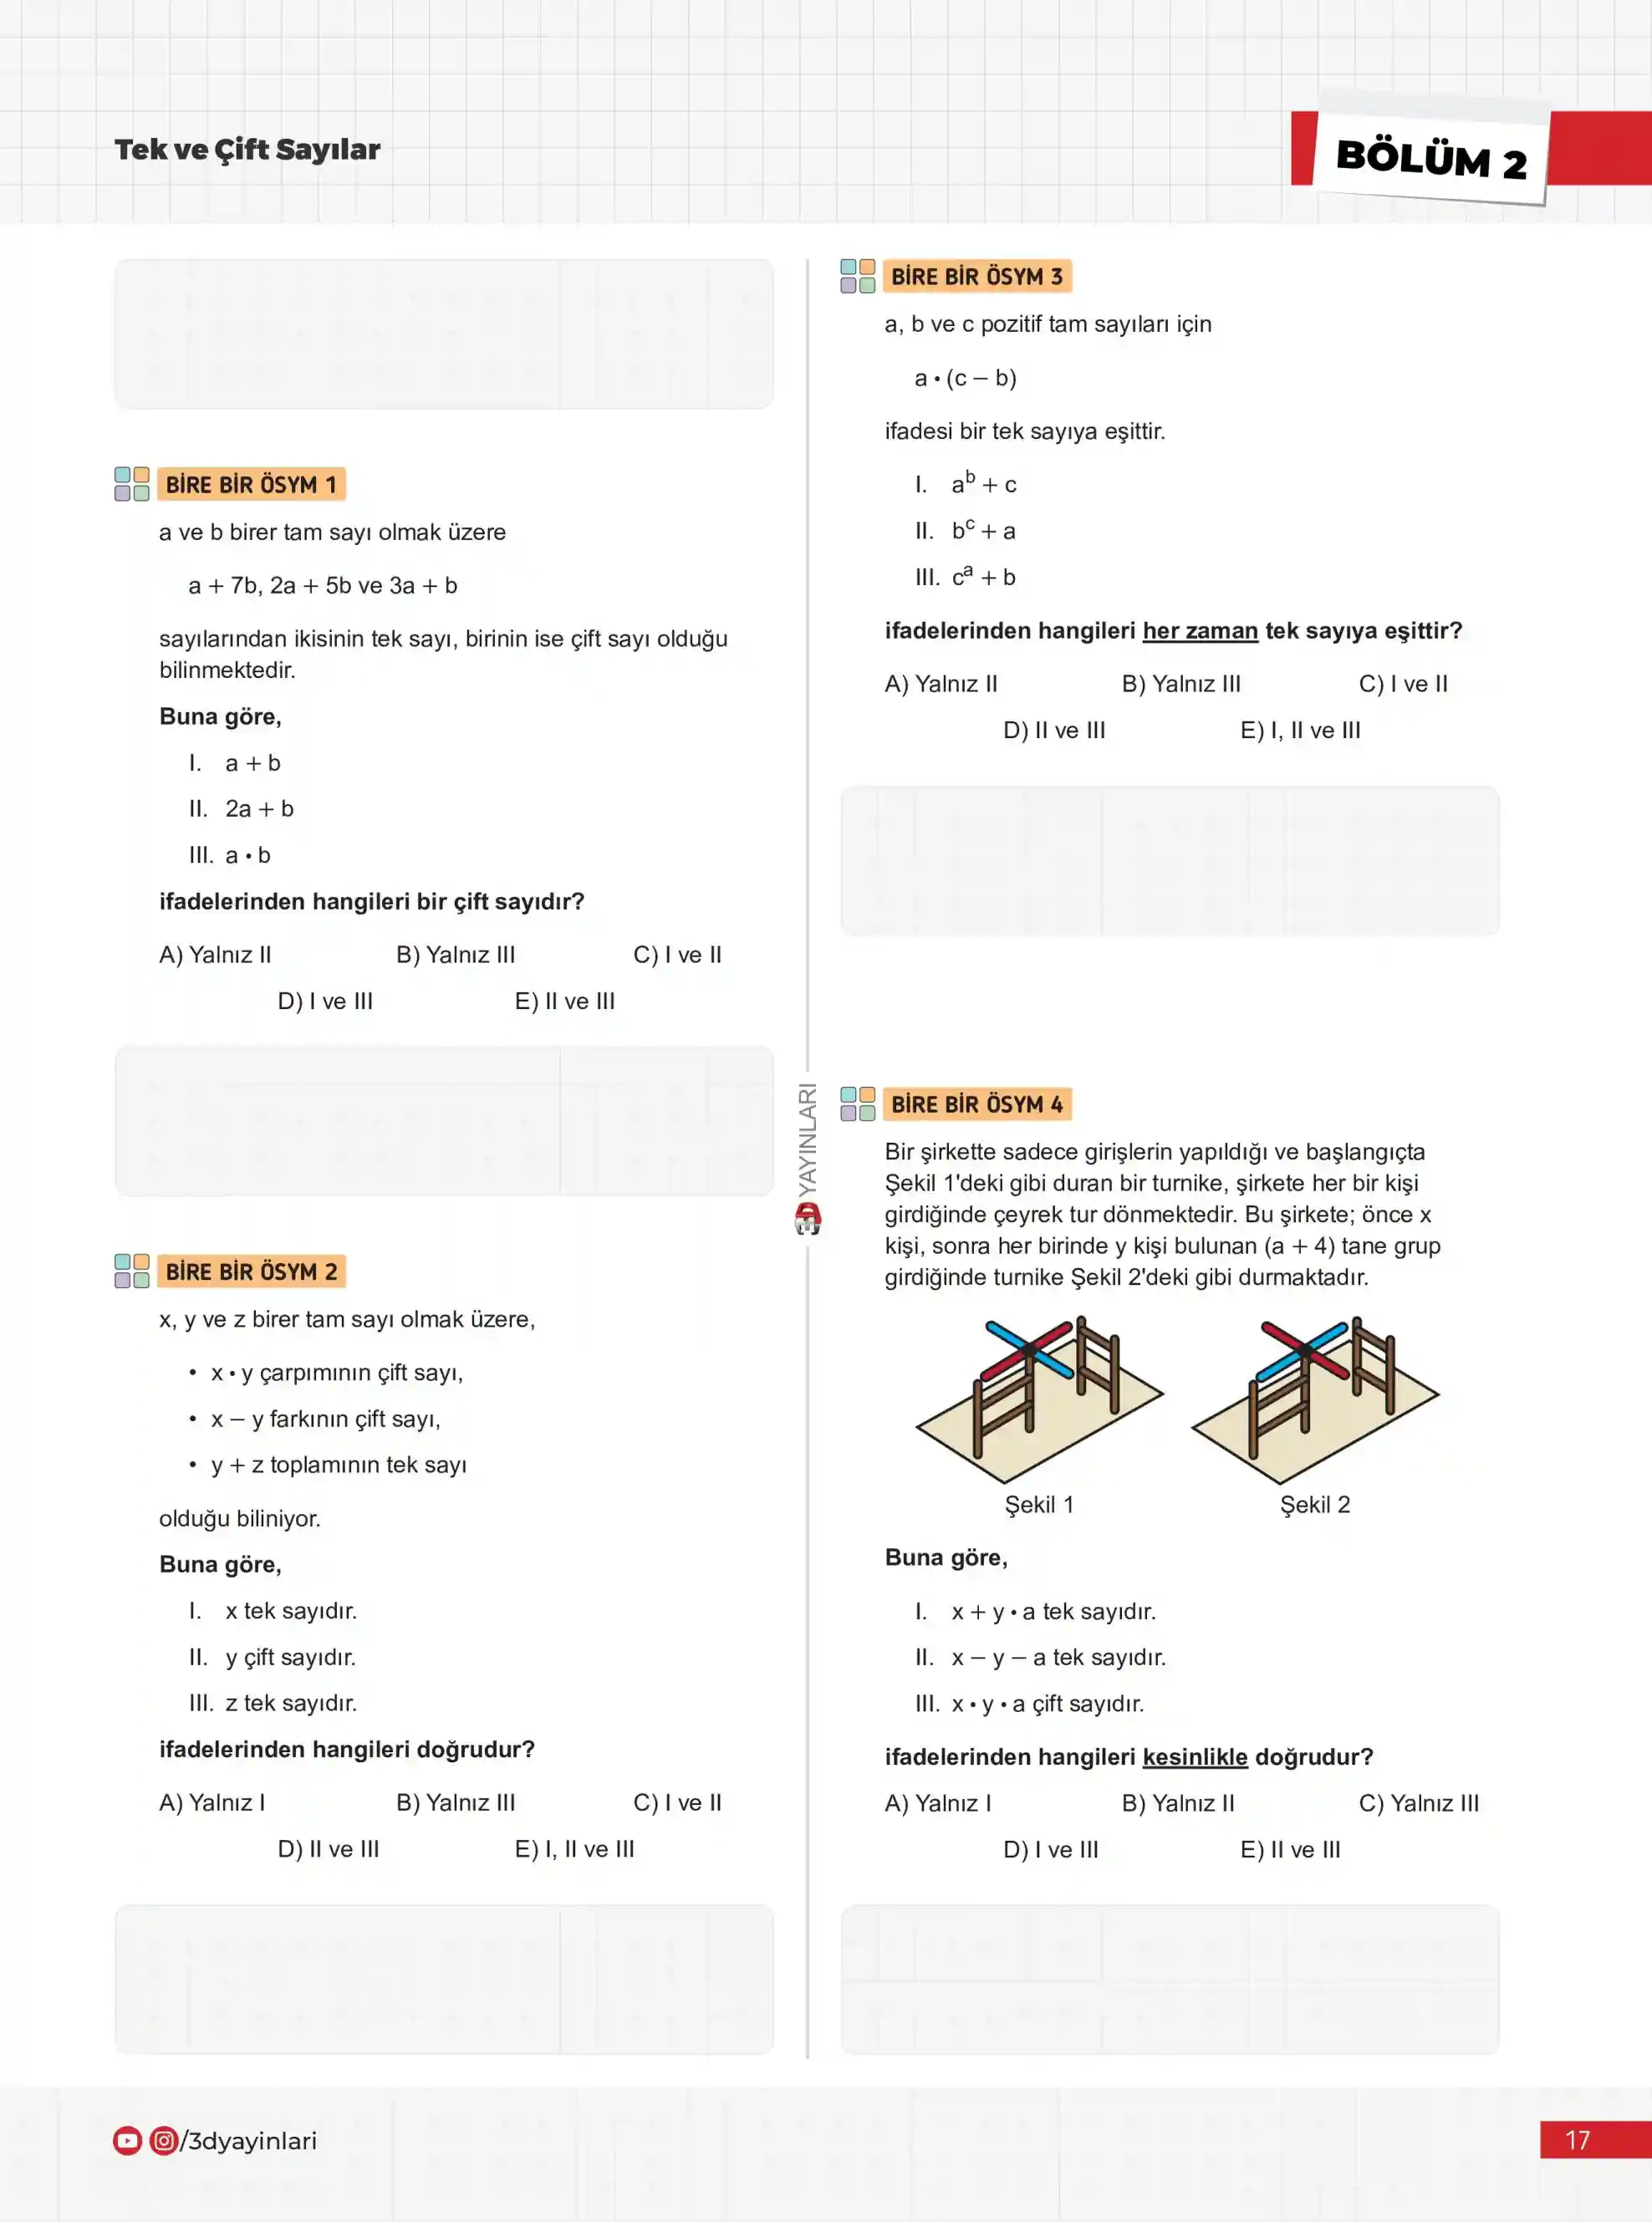 Tek ve Çift Sayılar
BÖLÜM 2
BİRE BİR ÖSYM 1
a ve b birer tam sayı olmak üzere
a + 7b, 2a + 5b ve 3a + b
sayılarından ikisinin tek sayı, birinin ise çift sayı olduğu
bilinmektedir.
Buna göre,
I. a + b
II. 2a + b
III. a • b
ifadelerinden hangileri bir çift sayıdır?
A) Yalnız II B) Yalnız III C) I ve II
D) I ve III E) II ve III
BİRE BİR ÖSYM 2
x, y ve z birer tam sayı olmak üzere,
• x • y çarpımının çift sayı,
• x – y farkının çift sayı,
• y + z toplamının tek sayı
olduğu biliniyor.
Buna göre,
I. x tek sayıdır.
II. y çift sayıdır.
III. z tek sayıdır.
ifadelerinden hangileri doğrudur?
A) Yalnız I B) Yalnız III C) I ve II
D) II ve III E) I, II ve III
YAYINLARI
BİRE BİR ÖSYM 3
a, b ve c pozitif tam sayıları için
a • (c – b)
ifadesi bir tek sayıya eşittir.
I. aᵇ + c
II. bᶜ + a
III. cᵃ + b
ifadelerinden hangileri her zaman tek sayıya eşittir?
A) Yalnız II B) Yalnız III C) I ve II
D) II ve III E) I, II ve III
BİRE BİR ÖSYM 4
Bir şirkette sadece girişlerin yapıldığı ve başlangıçta
Şekil 1'deki gibi duran bir turnike, şirkete her bir kişi
girdiğinde çeyrek tur dönmektedir. Bu şirkete; önce x
kişi, sonra her birinde y kişi bulunan (a + 4) tane grup
girdiğinde turnike Şekil 2'deki gibi durmaktadır.
Şekil 1 Şekil 2
Buna göre,
I. x + y • a tek sayıdır.
II. x – y – a tek sayıdır.
III. x • y • a çift sayıdır.
ifadelerinden hangileri kesinlikle doğrudur?
A) Yalnız I B) Yalnız II C) Yalnız III
D) I ve III E) II ve III
/3dyayinlari
17